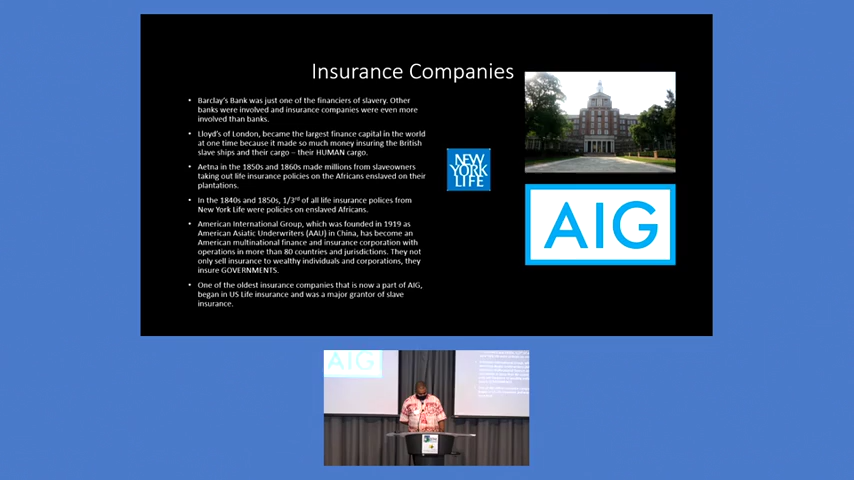 Insurance Companies
• Barclay's Bank was just one of the financiers of slavery. Other
banks were involved and insurance companies were even more
involved than banks.
• Lloyd's of London, became the largest finance capital in the world
at one time because it made so much money insuring the British
slave ships and their cargo – their HUMAN cargo.
• Aetna in the 1850s and 1860s made millions from slaveowners
taking out life insurance policies on the Africans enslaved on their
plantations.
• In the 1840s and 1850s, 1/3rd of all life insurance polices from
New York Life were policies on enslaved Africans.
• American International Group, which was founded in 1919 as
American Asiatic Underwriters (AAU) in China, has become an
American multinational finance and insurance corporation with
operations in more than 80 countries and jurisdictions. They not
only sell insurance to wealthy individuals and corporations, they
insure GOVERNMENTS.
• One of the oldest insurance companies that is now a part of AIG,
began in US Life insurance and was a major grantor of slave
insurance.
NEW
YORK
LIFE
AIG
AIG